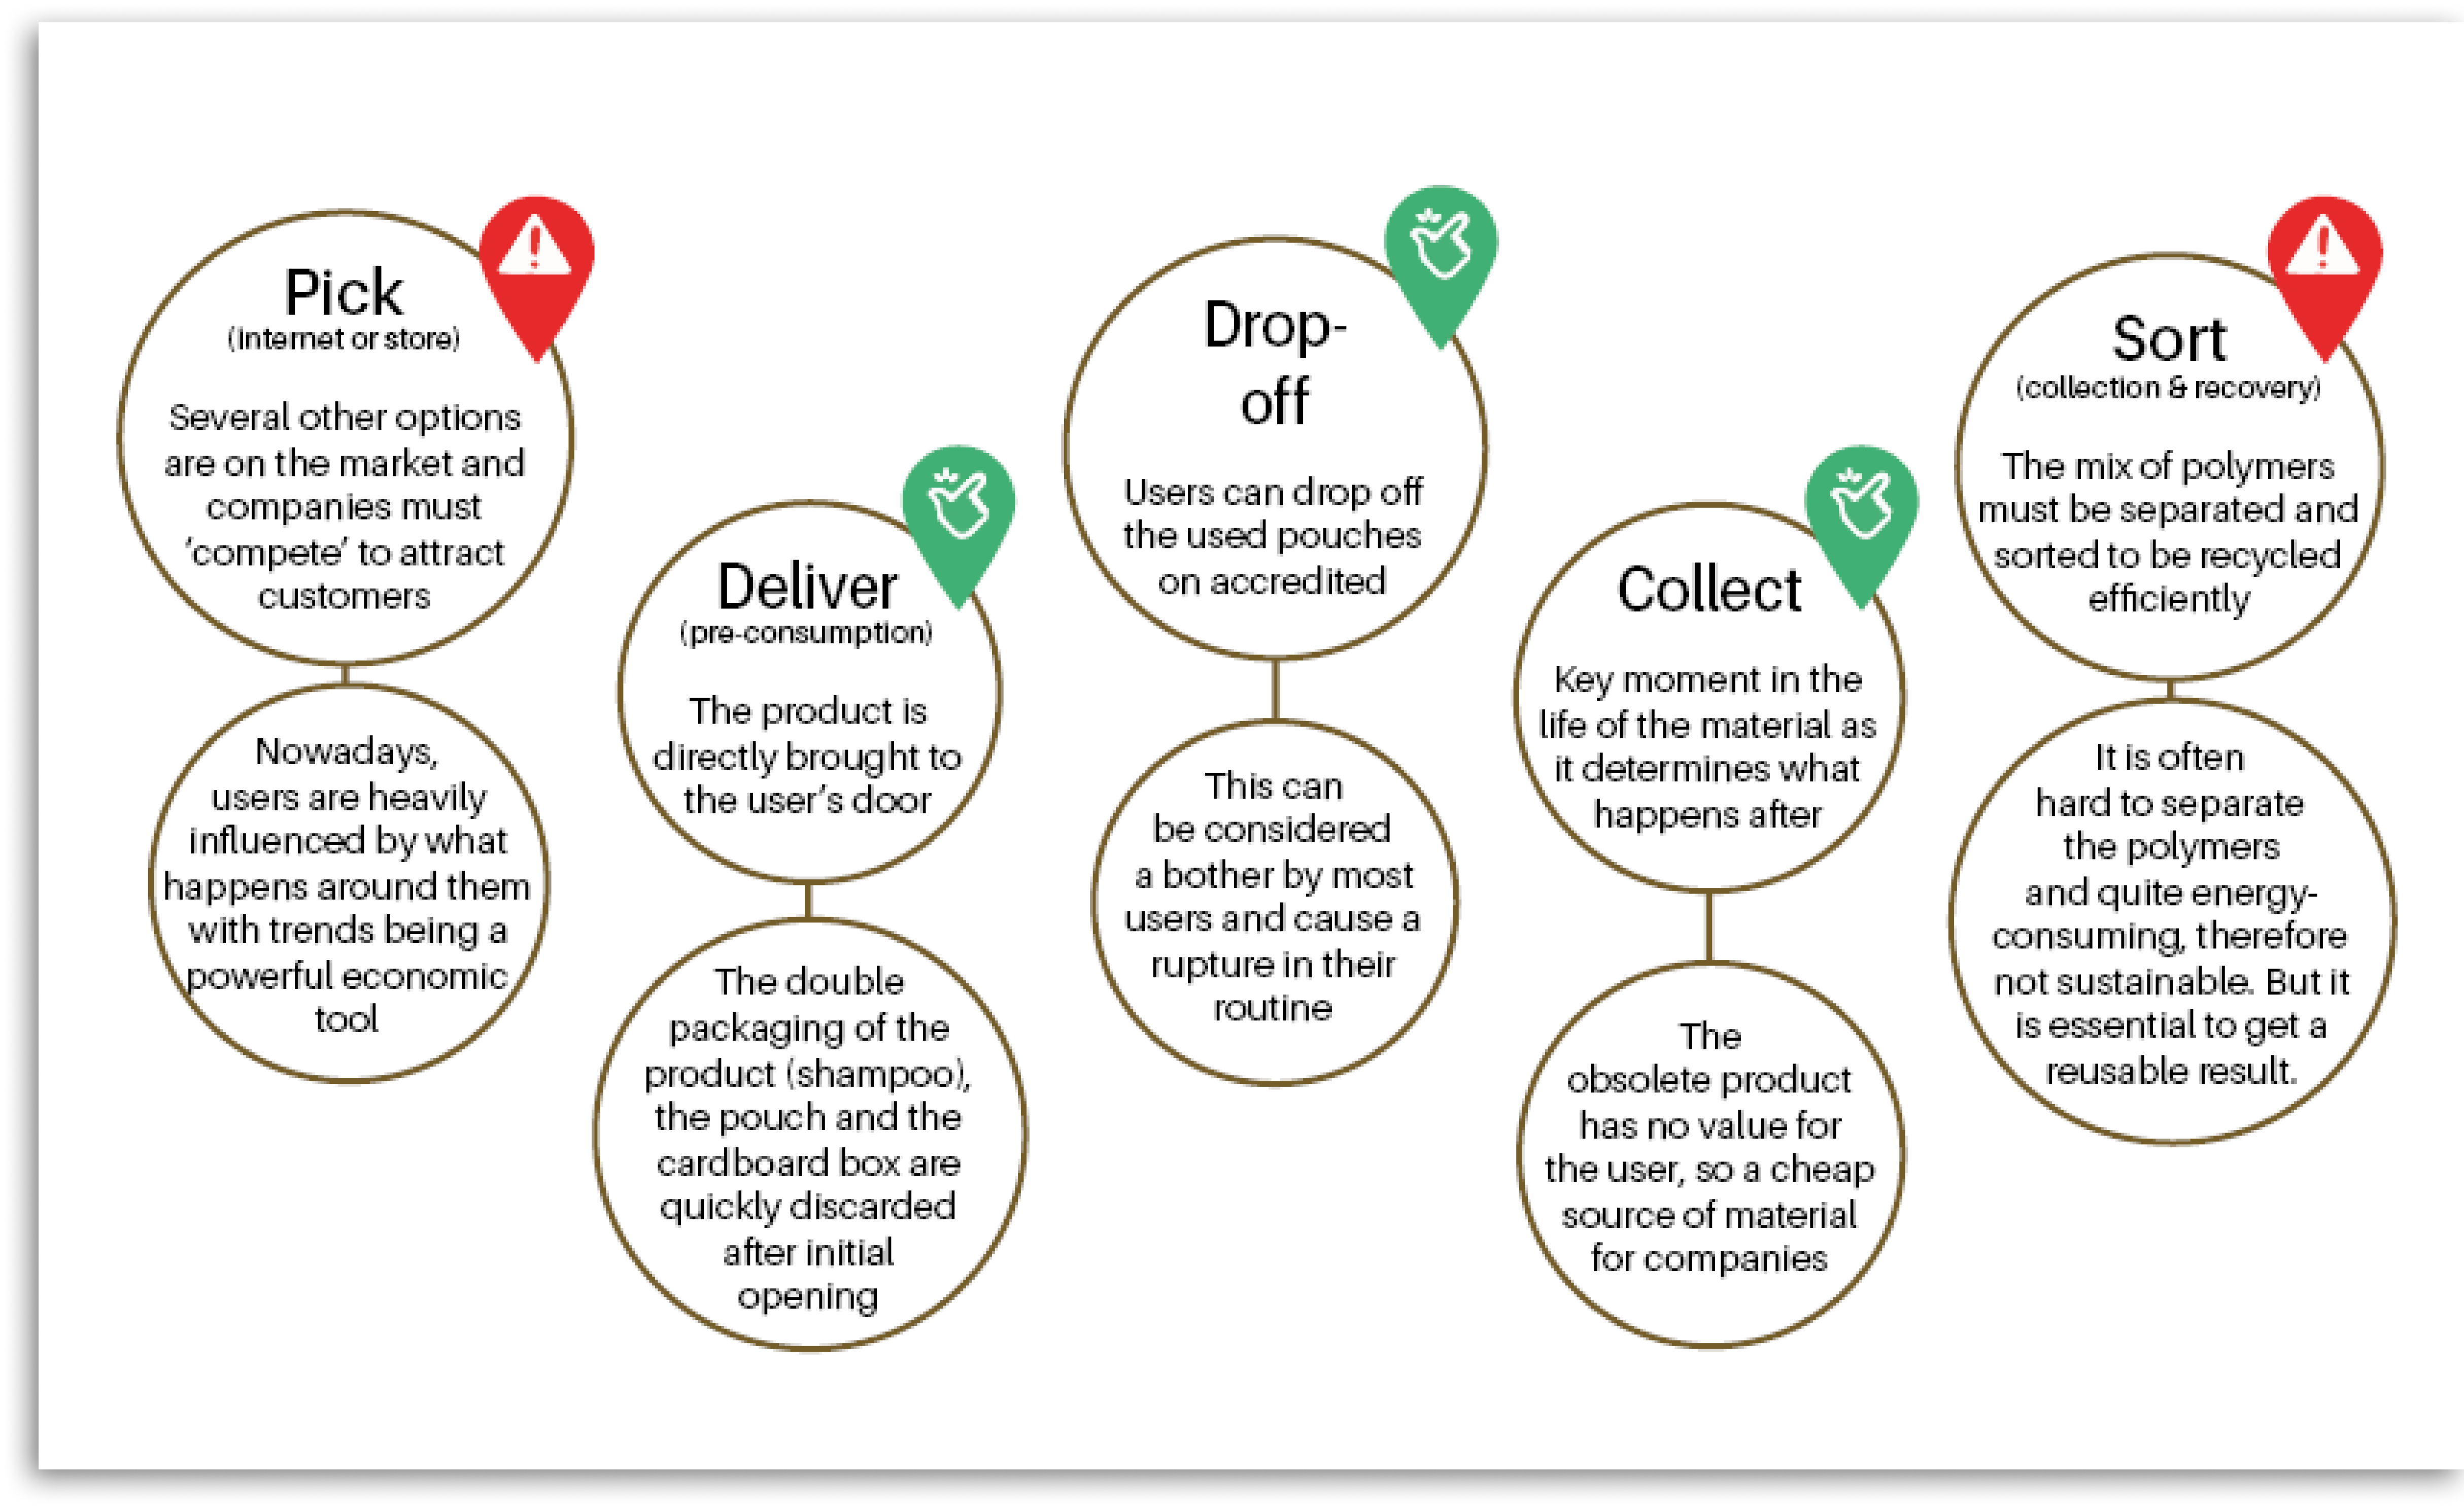 Pick
(internet or store)
Several other options
are on the market and
companies must
‘compete’ to attract
customers
Nowadays,
users are heavily
influenced by what
happens around them
with trends being a
powerful economic
tool
Deliver
(pre-consumption)
The product is
directly brought to
the user’s door
The double
packaging of the
product (shampoo),
the pouch and the
cardboard box are
quickly discarded
after initial
opening
Drop-
off
Users can drop off
the used pouches
on accredited
This can
be considered
a bother by most
users and cause a
rupture in their
routine
Collect
Key moment in the
life of the material as
it determines what
happens after
The
obsolete product
has no value for
the user, so a cheap
source of material
for companies
Sort
(collection & recovery)
The mix of polymers
must be separated and
sorted to be recycled
efficiently
It is often
hard to separate
the polymers
and quite energy-
consuming, therefore
not sustainable. But it
is essential to get a
reusable result.